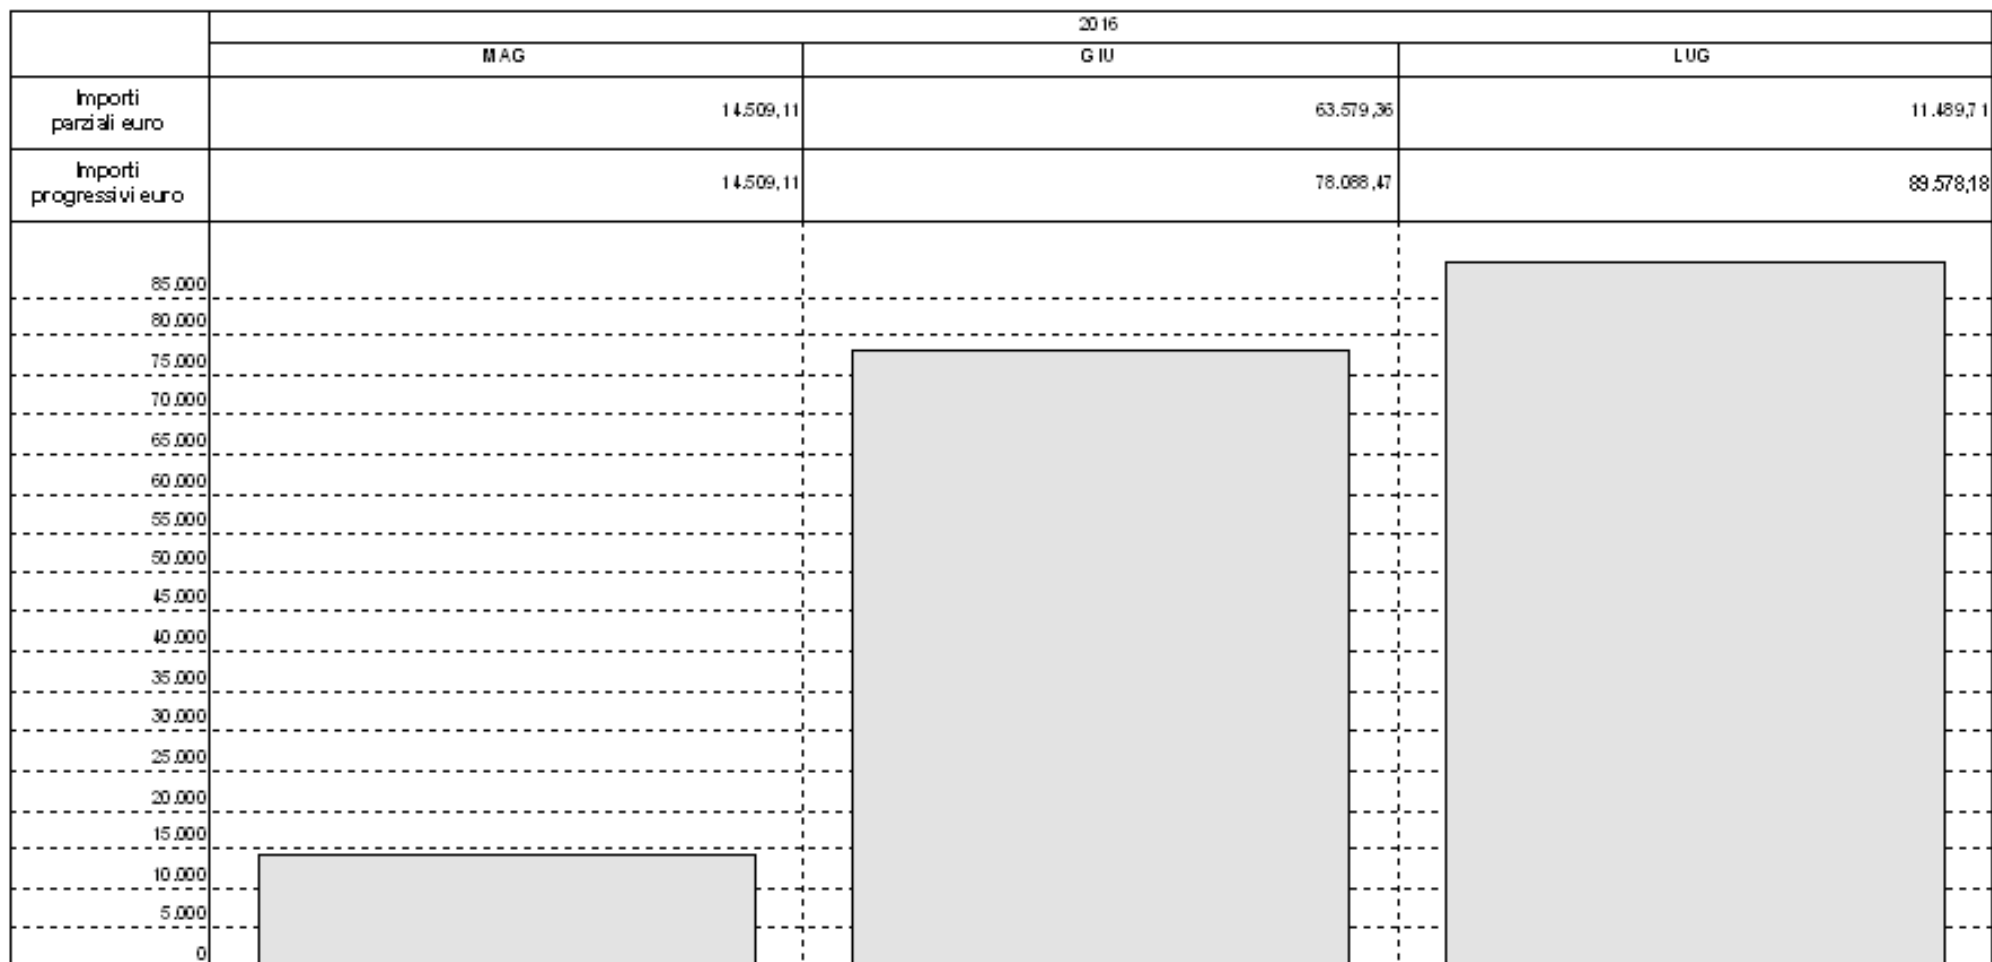 2016
MAG GIU LUG
Importi
parziali euro
14.509,11 63.579,36 11.489,71
Importi
progressivi euro
14.509,11 78.088,47 89.578,18
85.000
80.000
75.000
70.000
65.000
60.000
55.000
50.000
45.000
40.000
35.000
30.000
25.000
20.000
15.000
10.000
5.000
0